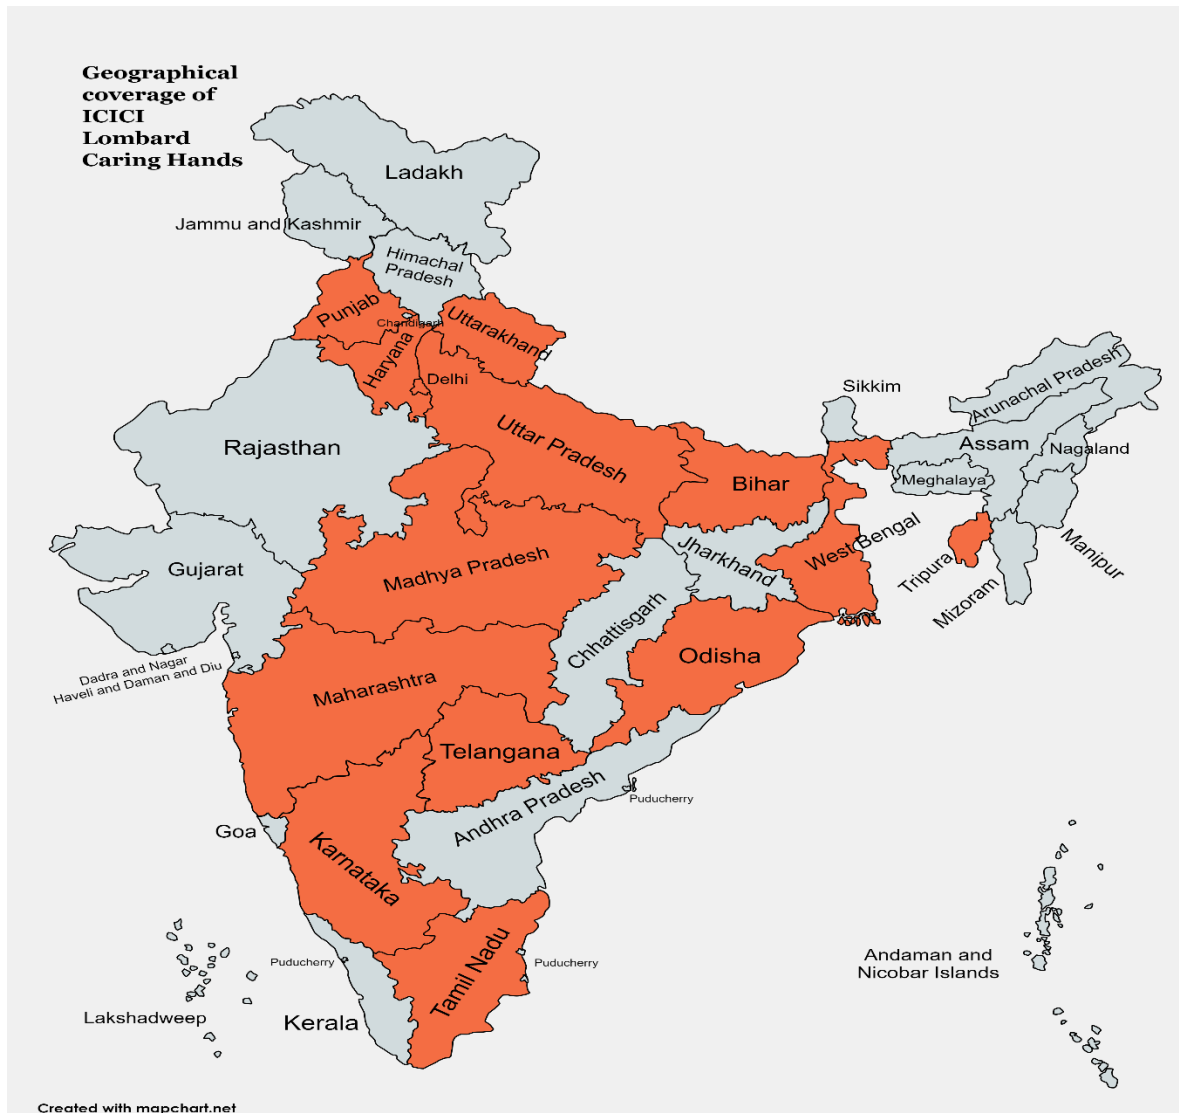 Geographical
coverage of
ICICI
Lombard
Caring Hands
Ladakh
Jammu and Kashmir
Himachal
Pradesh
Punjab
Chandigarh
Uttarakhand
Haryana
Delhi
Sikkim
Arunachal Pradesh
Rajasthan
Uttar Pradesh
Assam
Nagaland
Bihar
Meghalaya
Gujarat
Madhya Pradesh
Jharkhand
West Bengal
Tripura
Manipur
Mizoram
Chhattisgarh
Dadra and Nagar
Haveli and Daman and Diu
Odisha
Maharashtra
Telangana
Andhra Pradesh
Puducherry
Goa
Karnataka
Puducherry
Puducherry
Tamil Nadu
Andaman and
Nicobar Islands
Lakshadweep
Kerala
Created with mapchart.net